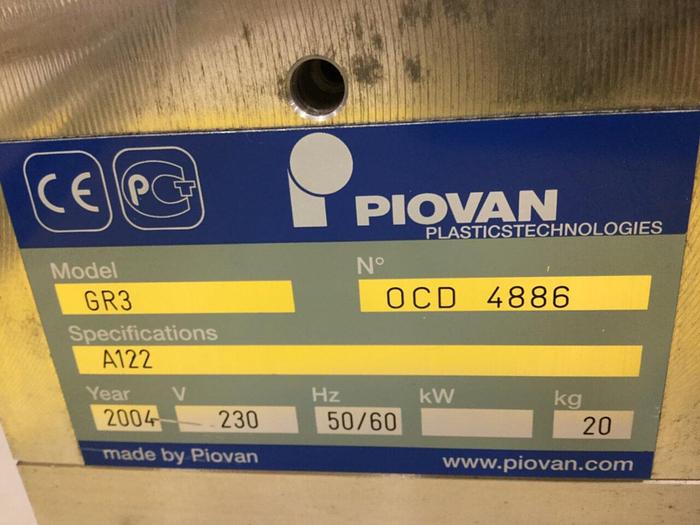 CE PCT PIOVAN
PLASTICSTECHNOLOGIES
Model N°
GR3 OCD 4886
Specifications
A122
Year V Hz kW kg
2004 230 50/60 20
made by Piovan www.piovan.com